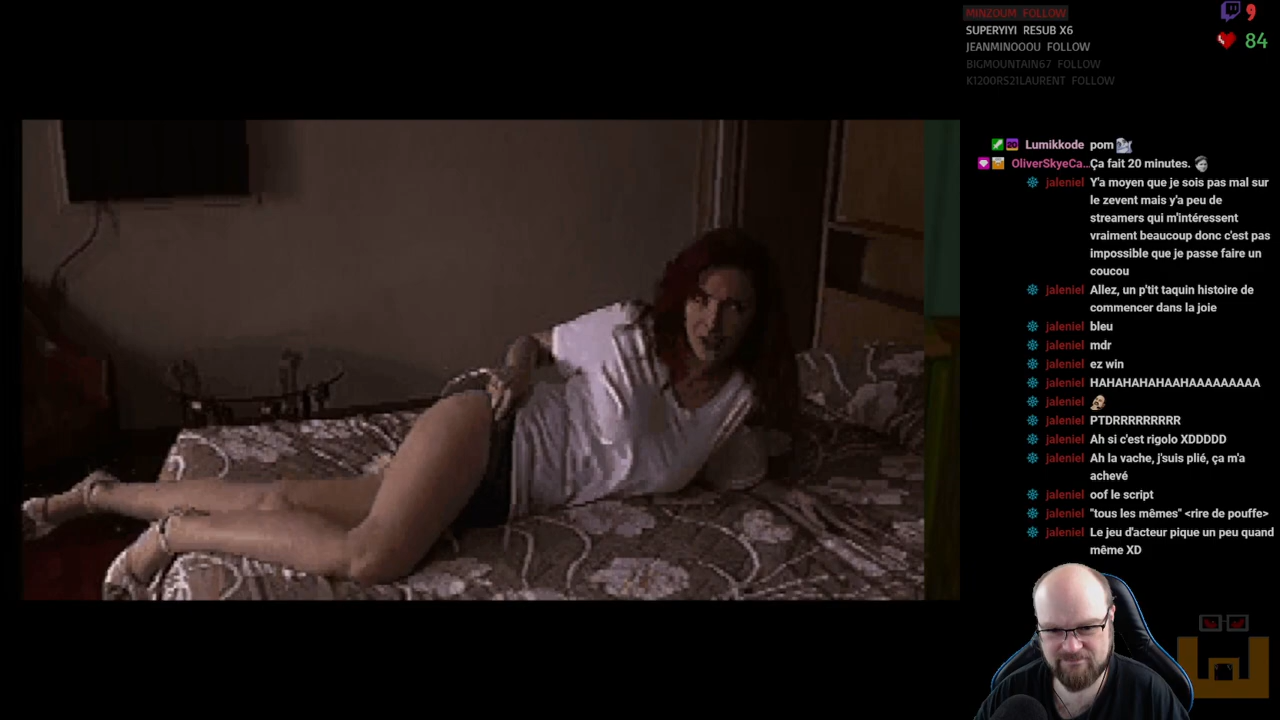 MINZOUM FOLLOW
SUPERYIYI RESUB X6
JEANMINOOOU FOLLOW
BIGMOUNTAIN67 FOLLOW
K1200RS21LAURENT FOLLOW
9
84
Lumikkode pom
OliverSkyeCa... Ça fait 20 minutes.
jaleniel Y'a moyen que je sois pas mal sur
le zevent mais y'a peu de
streamers qui m'intéressent
vraiment beaucoup donc c'est pas
impossible que je passe faire un
coucou
jaleniel Allez, un p'tit taquin histoire de
commencer dans la joie
jaleniel bleu
jaleniel mdr
jaleniel ez win
jaleniel HAHAHAHAHAAHAAAAAAAAA
jaleniel
jaleniel PTDRRRRRRRRR
jaleniel Ah si c'est rigolo XDDDDD
jaleniel Ah la vache, j'suis plié, ça m'a
achevé
jaleniel oof le script
jaleniel "tous les mêmes" <rire de pouffe>
jaleniel Le jeu d'acteur pique un peu quand
même XD